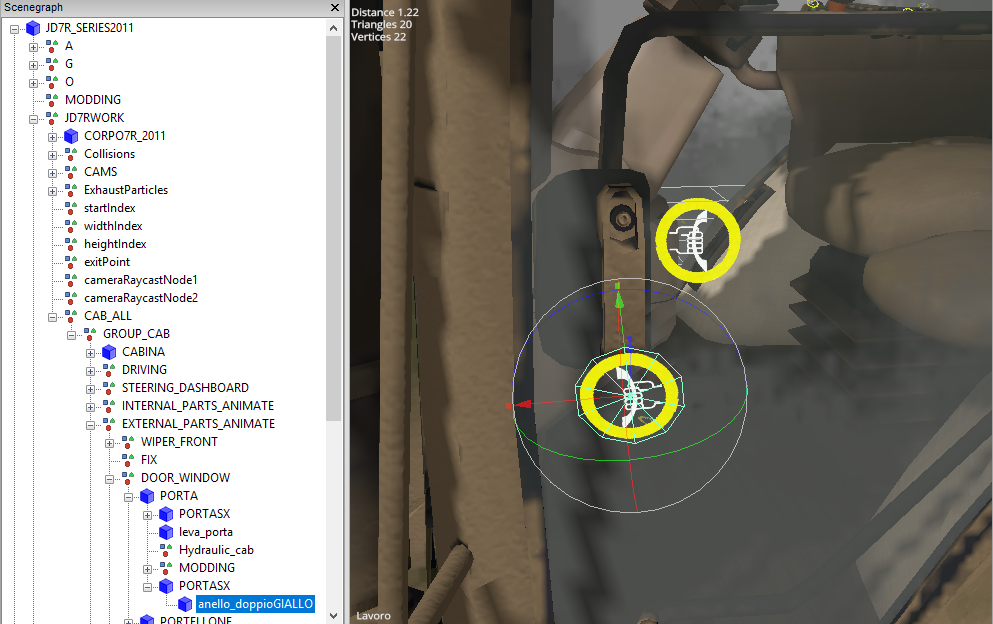 Scenegraph
JD7R_SERIES2011
A
G
O
MODDING
JD7RWORK
CORPO7R_2011
Collisions
CAMS
ExhaustParticles
startIndex
widthIndex
heightIndex
exitPoint
cameraRaycastNode1
cameraRaycastNode2
CAB_ALL
GROUP_CAB
CABINA
DRIVING
STEERING_DASHBOARD
INTERNAL_PARTS_ANIMATE
EXTERNAL_PARTS_ANIMATE
WIPER_FRONT
FIX
DOOR_WINDOW
PORTA
PORTASX
leva_porta
Hydraulic_cab
MODDING
PORTASX
anello_doppioGIALLO
PORTELLONE
Distance 1.22
Triangles 20
Vertices 22
Lavoro